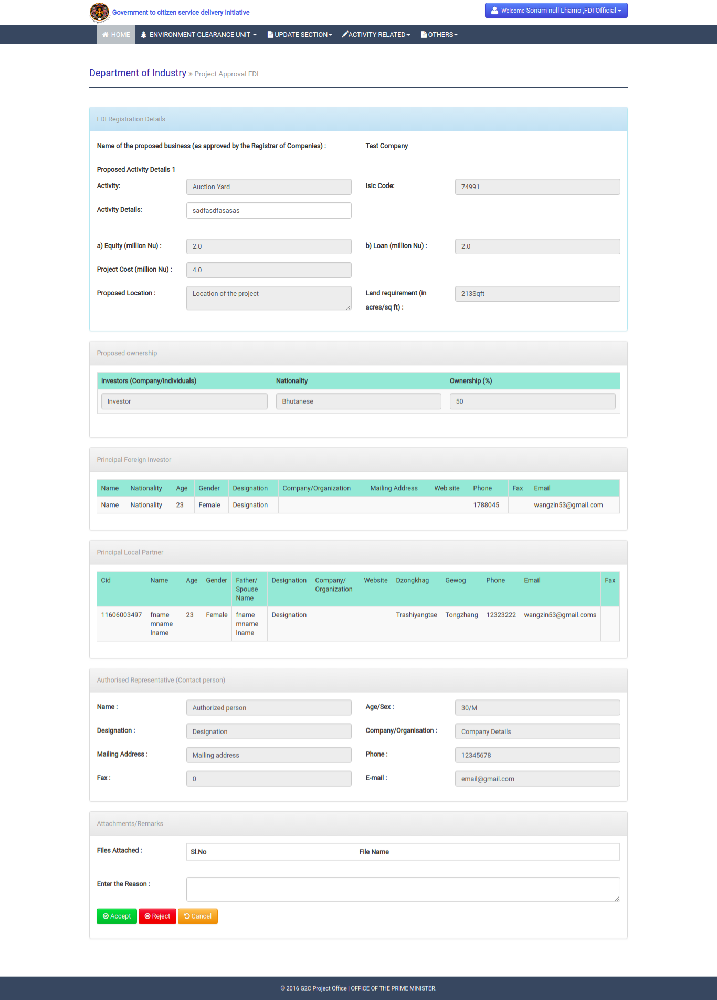 Government to citizen service delivery initiative
Welcome Sonam null Lhamo ,FDI Official
HOME ENVIRONMENT CLEARANCE UNIT UPDATE SECTION ACTIVITY RELATED OTHERS
Department of Industry » Project Approval FDI
FDI Registration Details
Name of the proposed business (as approved by the Registrar of Companies) : Test Company
Proposed Activity Details 1
Activity: Auction Yard Isic Code: 74991
Activity Details: sadfasdfasasas
a) Equity (million Nu) : 2.0 b) Loan (million Nu) : 2.0
Project Cost (million Nu) : 4.0
Proposed Location : Location of the project Land requirement (in 213Sqft
acres/sq ft) :
Proposed ownership
Investors (Company/individuals) Nationality Ownership (%)
Investor Bhutanese 50
Principal Foreign Investor
Name Nationality Age Gender Designation Company/Organization Mailing Address Web site Phone Fax Email
Name Nationality 23 Female Designation 1788045 wangzin53@gmail.com
Principal Local Partner
Cid Name Age Gender Father/ Designation Company/ Website Dzongkhag Gewog Phone Email Fax
Spouse Organization
Name
11606003497 fname 23 Female fname Designation Trashiyangtse Tongzhang 12323222 wangzin53@gmail.coms
mname mname
lname lname
Authorised Representative (Contact person)
Name : Authorized person Age/Sex : 30/M
Designation : Designation Company/Organisation : Company Details
Mailing Address : Mailing address Phone : 12345678
Fax : 0 E-mail : email@gmail.com
Attachments/Remarks
Files Attached : Sl.No File Name
Enter the Reason :
Accept Reject Cancel
© 2016 G2C Project Office | OFFICE OF THE PRIME MINISTER.